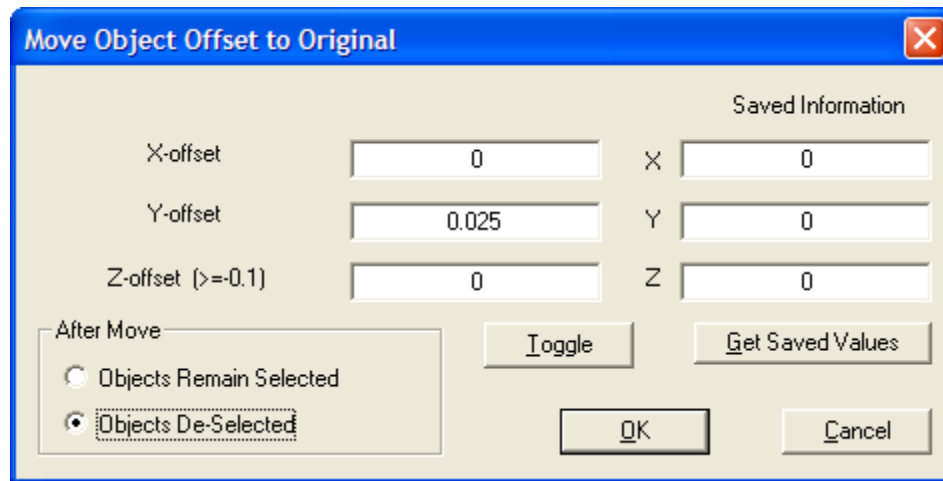 Move Object Offset to Original
Saved Information
X-offset 0 X 0
Y-offset 0.025 Y 0
Z-offset (>=-0.1) 0 Z 0
After Move
Toggle Get Saved Values
Objects Remain Selected
Objects De-Selected
OK Cancel